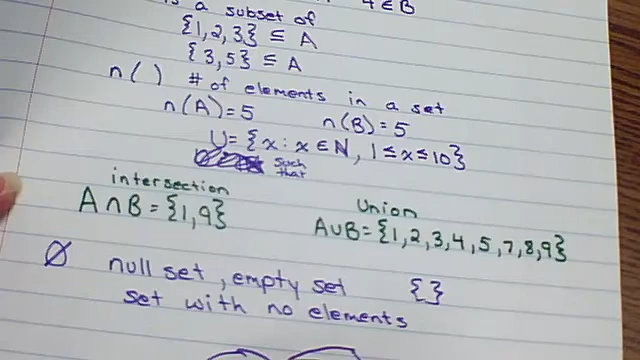 4 ∈ B
is a subset of
{1,2,3} ⊆ A
{3,5} ⊆ A
n( ) # of elements in a set
n(A)=5 n(B)=5
U={x: x∈N, 1≤x≤10}
such
that
intersection
A∩B={1,9}
Union
A∪B={1,2,3,4,5,7,8,9}
∅ null set, empty set {}
set with no elements